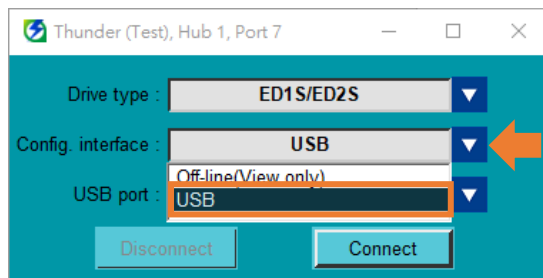 Thunder (Test), Hub 1, Port 7
Drive type : ED1S/ED2S
Config. interface : USB
Off-line(View only)
USB port : USB
Disconnect Connect